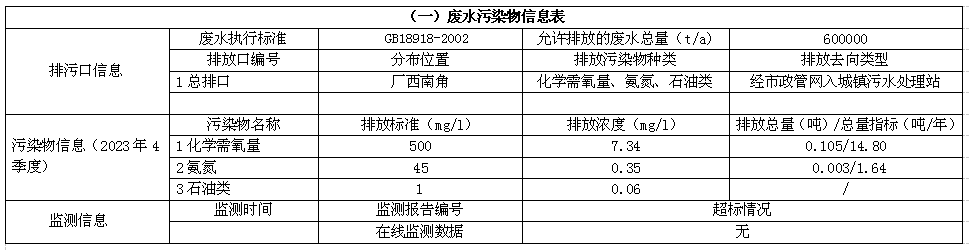 （一）废水污染物信息表
排污口信息 废水执行标准 GB18918-2002 允许排放的废水总量（t/a） 600000
排放口编号 分布位置 排放污染物种类 排放去向类型
1 总排口 厂西南角 化学需氧量、氨氮、石油类 经市政管网入城镇污水处理站
污染物信息（2023 年 4 季度） 污染物名称 排放标准（mg/l） 排放浓度（mg/l） 排放总量（吨）/总量指标（吨/年）
1 化学需氧量 500 7.34 0.105/14.80
2 氨氮 45 0.35 0.003/1.64
3 石油类 1 0.06 /
监测信息 监测时间 监测报告编号 超标情况
在线监测数据 无